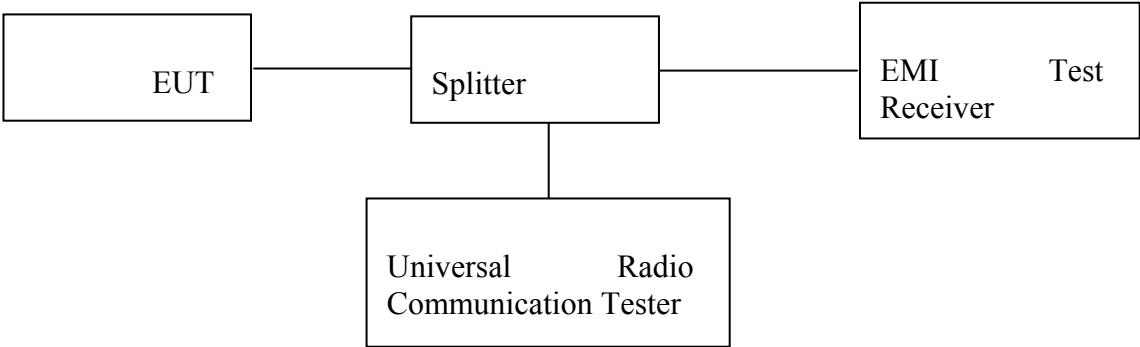 EUT
Splitter
EMI Test
Receiver
Universal Radio
Communication Tester